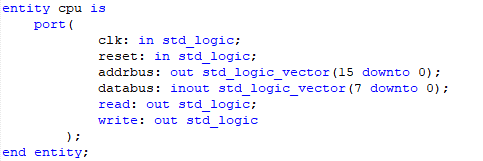 entity cpu is
port(
clk: in std_logic;
reset: in std_logic;
addrbus: out std_logic_vector(15 downto 0);
databus: inout std_logic_vector(7 downto 0);
read: out std_logic;
write: out std_logic
);
end entity;